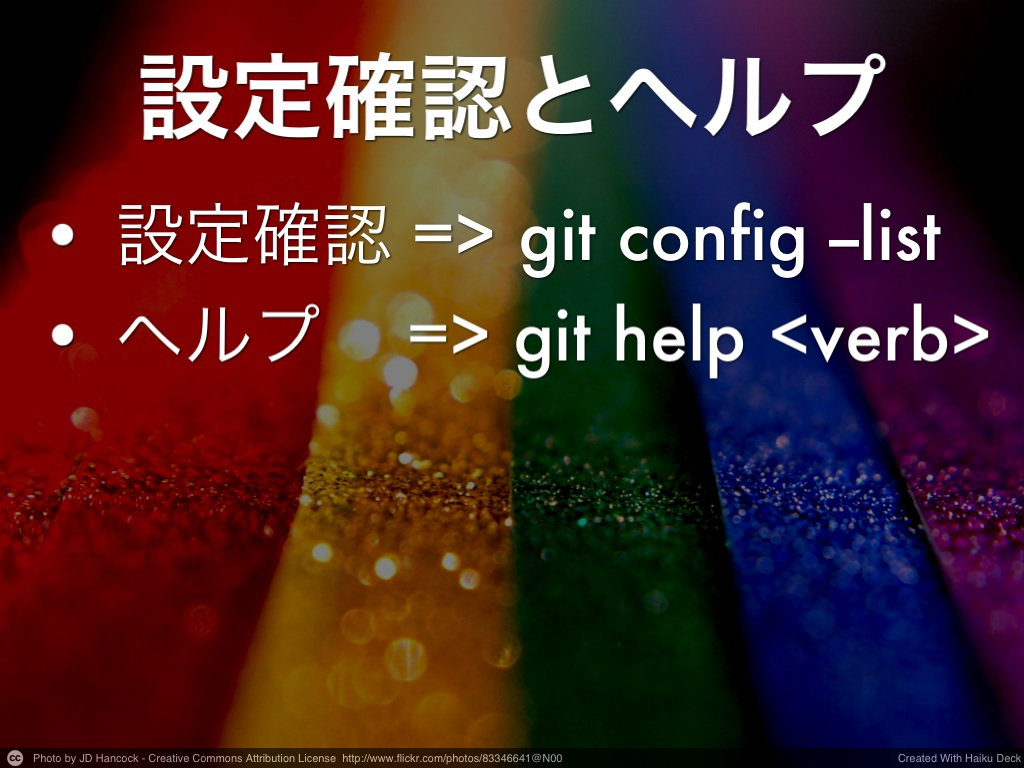 設定確認とヘルプ
• 設定確認 => git config –list
• ヘルプ => git help <verb>
Photo by JD Hancock - Creative Commons Attribution License http://www.flickr.com/photos/83346641@N00
Created With Haiku Deck